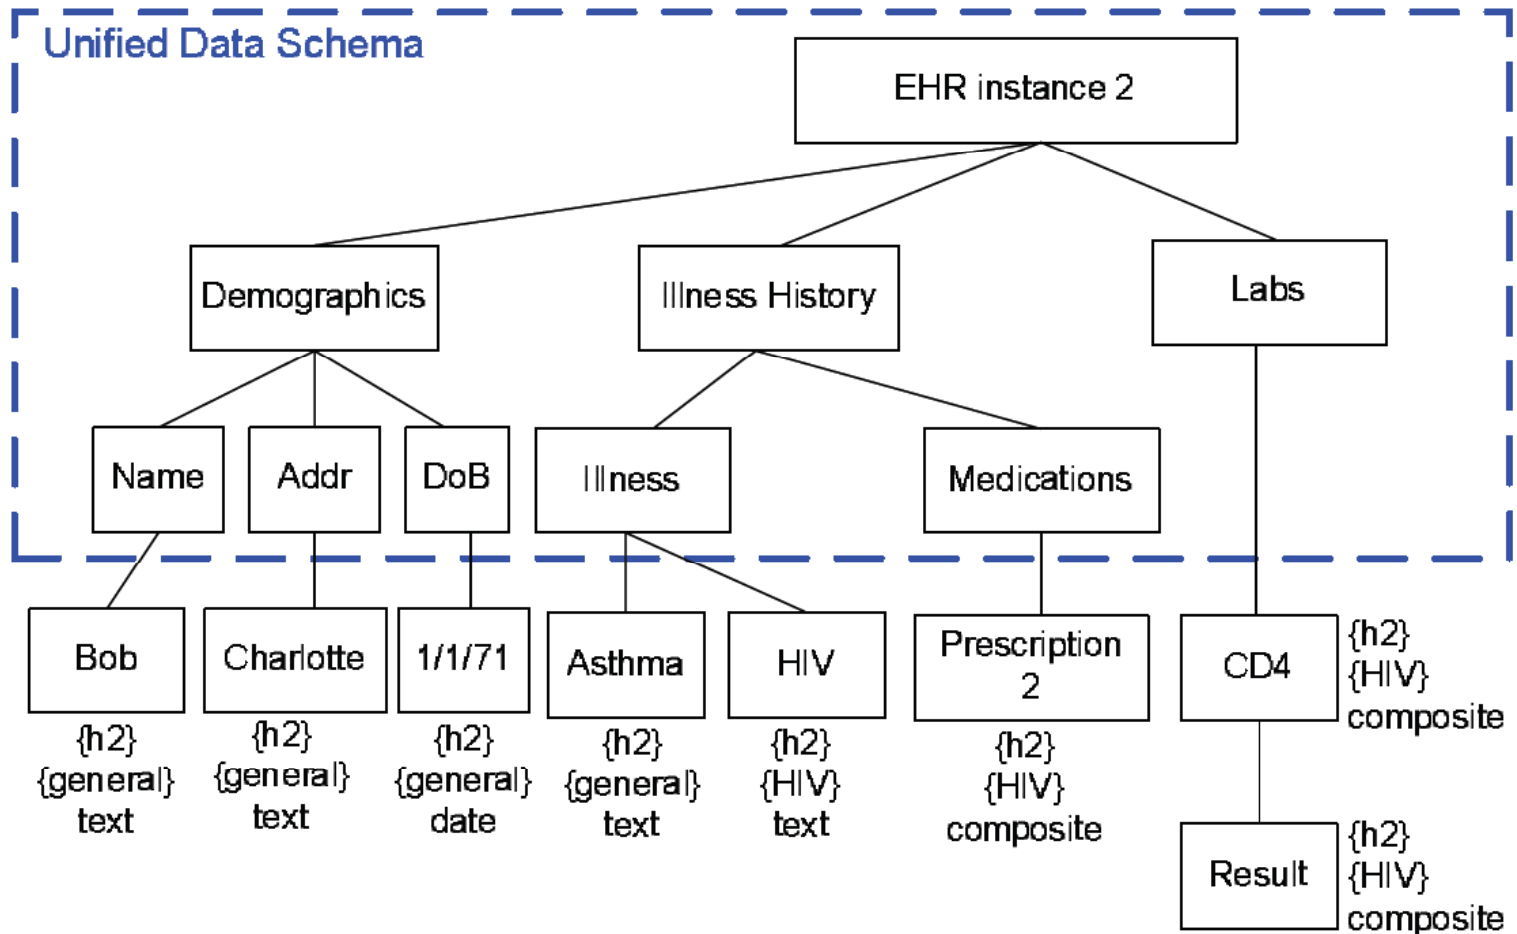 Unified Data Schema
EHR instance 2
Demographics
Illness History
Labs
Name
Addr
DoB
Illness
Medications
Bob
{h2}
{general}
text
Charlotte
{h2}
{general}
text
1/1/71
{h2}
{general}
date
Asthma
{h2}
{general}
text
HIV
{h2}
{HIV}
text
Prescription
2
{h2}
{HIV}
composite
CD4
{h2}
{HIV}
composite
Result
{h2}
{HIV}
composite